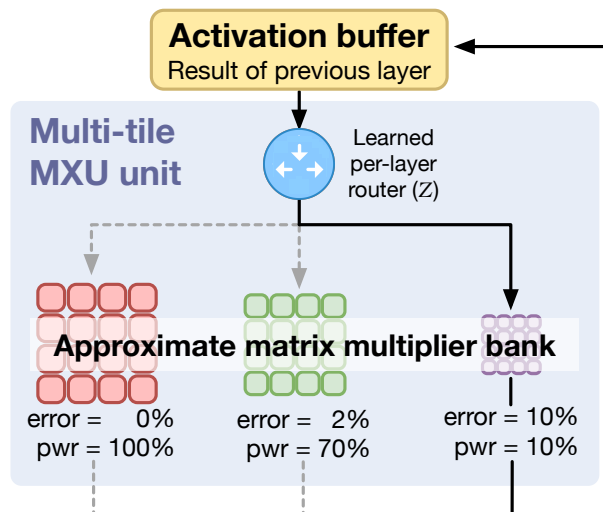 Activation buffer
Result of previous layer
Multi-tile
MXU unit
Learned
per-layer
router (Z)
Approximate matrix multiplier bank
error = 0%
pwr = 100%
error = 2%
pwr = 70%
error = 10%
pwr = 10%